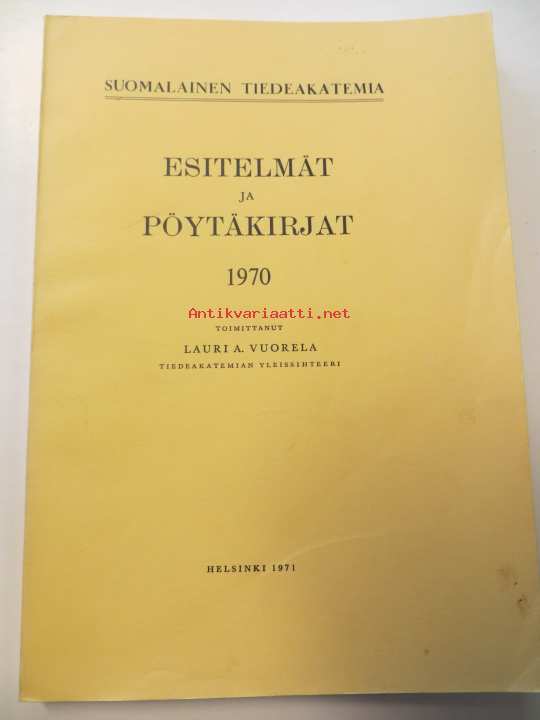 SUOMALAINEN TIEDEAKATEMIA
ESITELMÄT
JA
PÖYTÄKIRJAT
1970
Antikvariaatti.net
TOIMITTANUT
LAURI A. VUORELA
TIEDEAKATEMIAN YLEISSIHTEERI
HELSINKI 1971